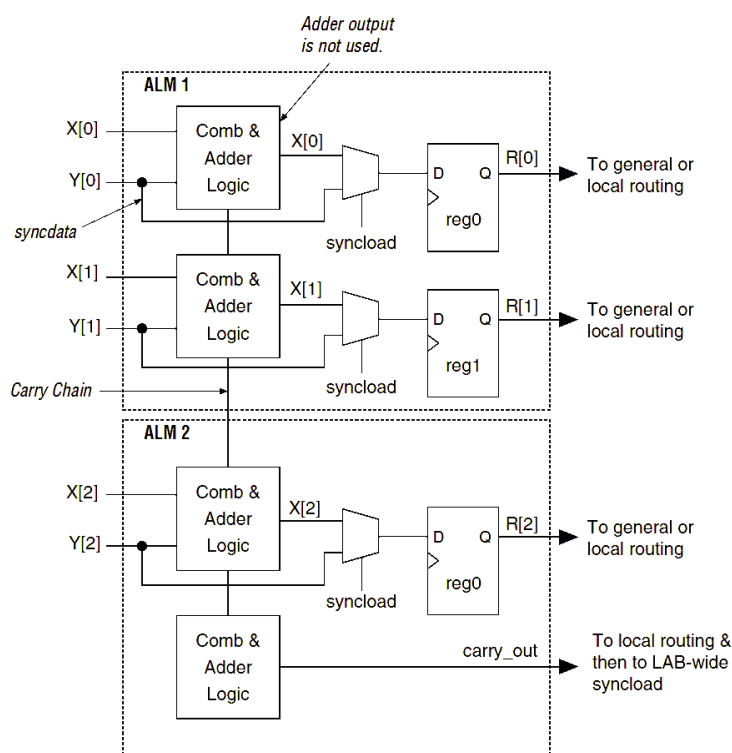 Adder output
is not used.
ALM 1
X[0]
Comb &
Adder
Logic
X[0]
Y[0]
D Q
R[0]
To general or
local routing
reg0
syncdata
syncload
X[1]
Comb &
Adder
Logic
X[1]
Y[1]
D Q
R[1]
To general or
local routing
reg1
syncload
Carry Chain
ALM 2
X[2]
Comb &
Adder
Logic
X[2]
Y[2]
D Q
R[2]
To general or
local routing
reg0
syncload
Comb &
Adder
Logic
carry_out
To local routing &
then to LAB-wide
syncload